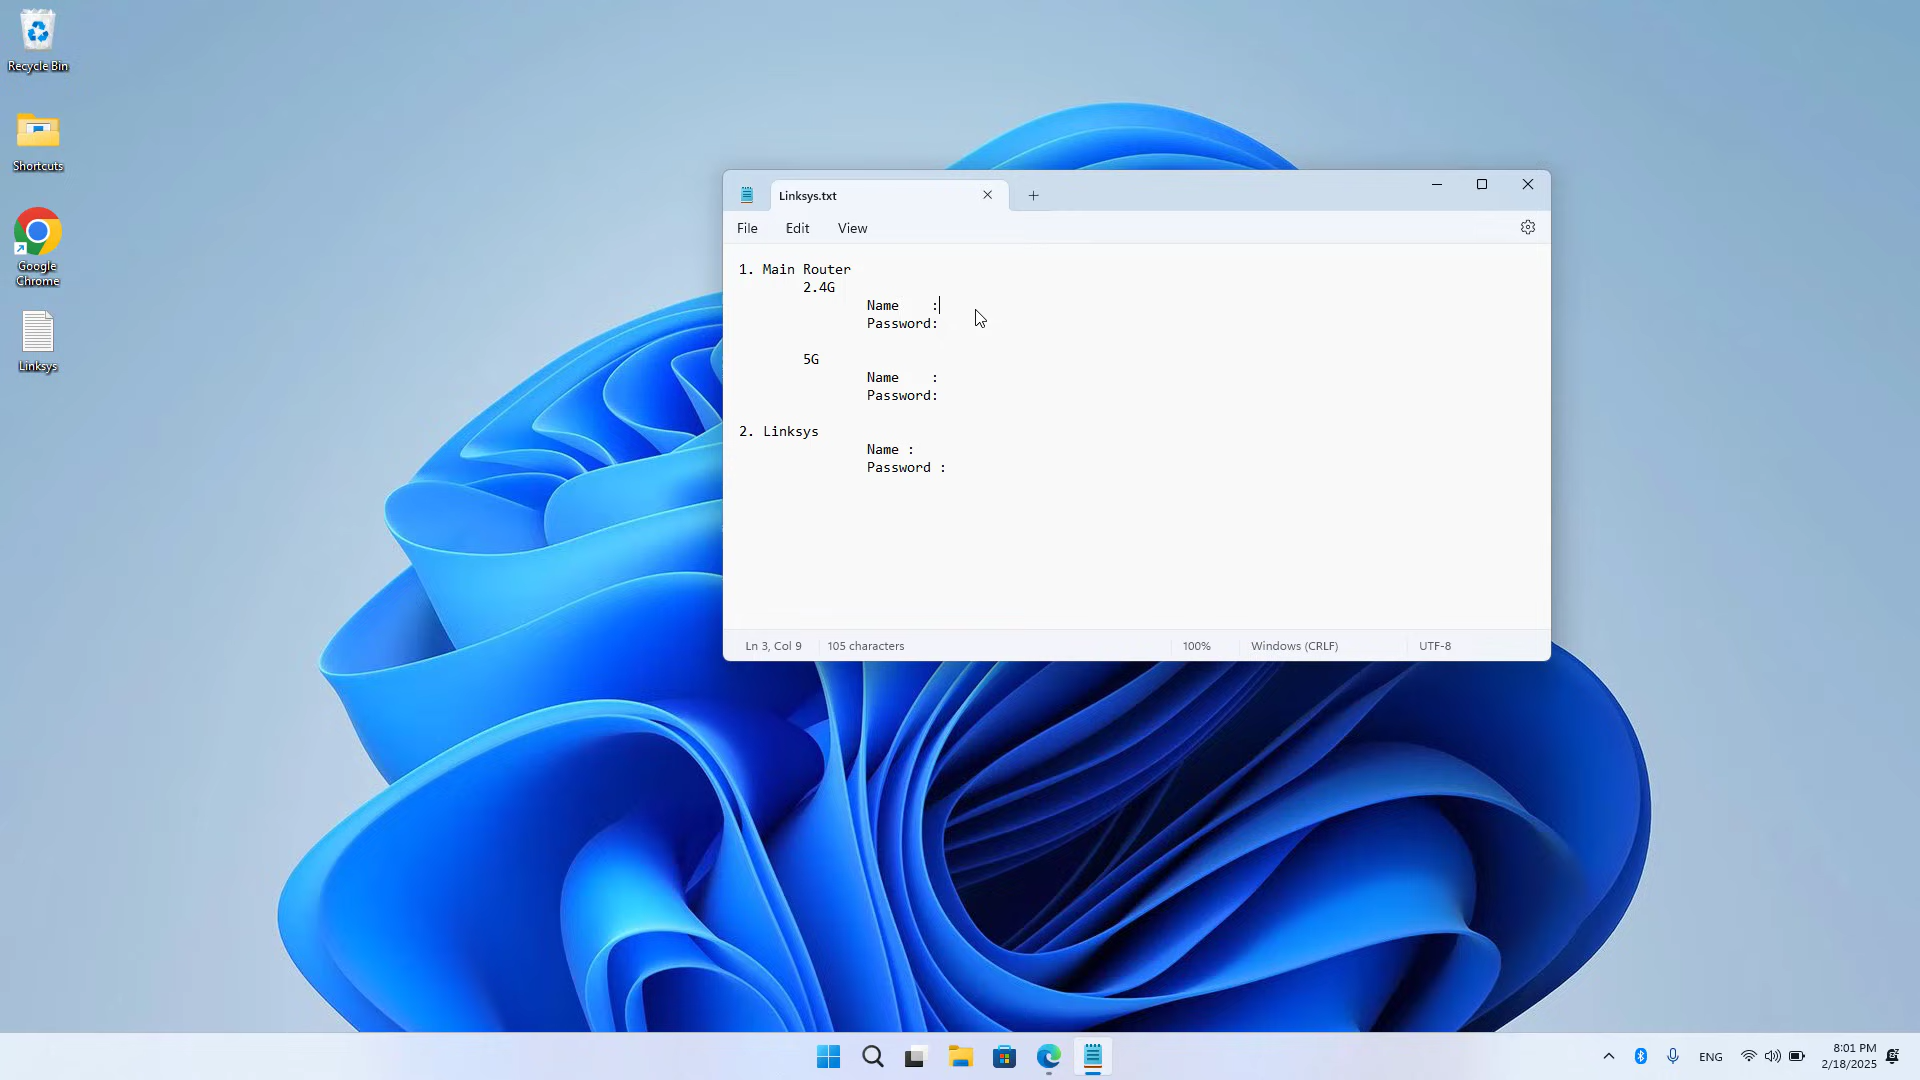 Recycle Bin
Shortcuts
Google
Chrome
Linksys
Linksys.txt
File Edit View
1. Main Router
2.4G
Name :
Password:
5G
Name :
Password:
2. Linksys
Name :
Password :
Ln 3, Col 9 105 characters 100% Windows (CRLF) UTF-8
ENG 8:01 PM
2/18/2025